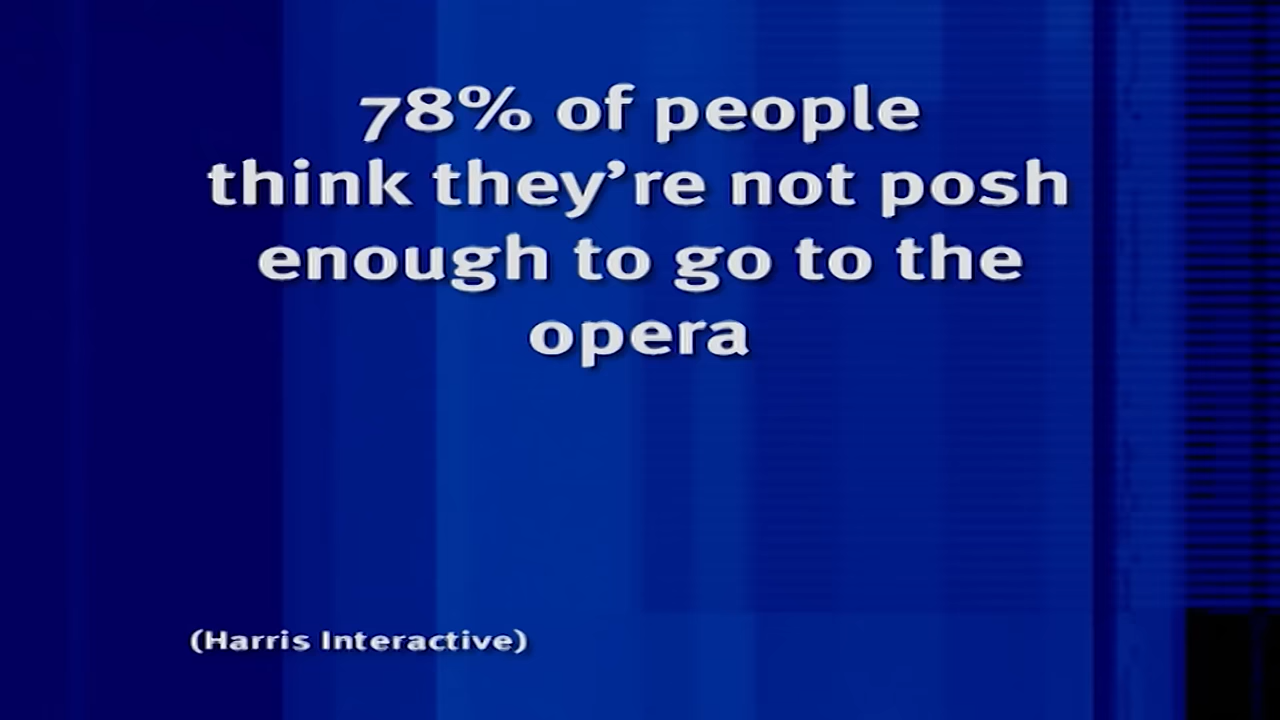 78% of people
think they’re not posh
enough to go to the
opera
(Harris Interactive)